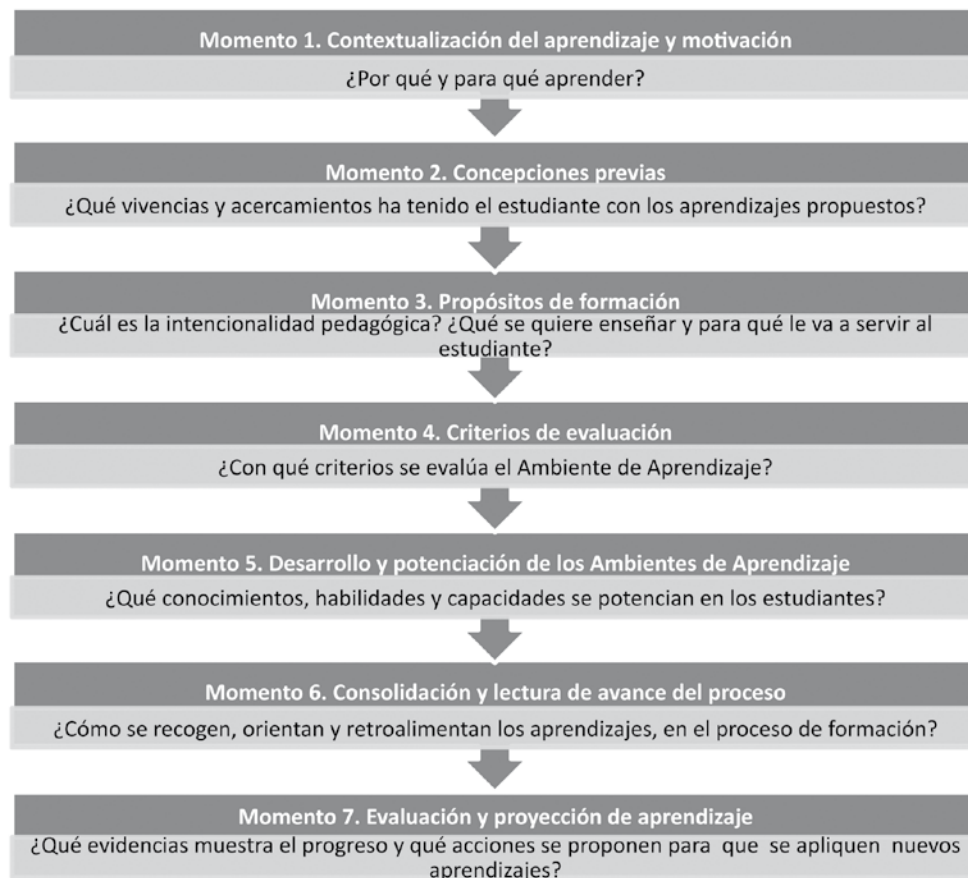 Momento 1. Contextualización del aprendizaje y motivación
¿Por qué y para qué aprender?
Momento 2. Concepciones previas
¿Qué vivencias y acercamientos ha tenido el estudiante con los aprendizajes propuestos?
Momento 3. Propósitos de formación
¿Cuál es la intencionalidad pedagógica? ¿Qué se quiere enseñar y para qué le va a servir al
estudiante?
Momento 4. Criterios de evaluación
¿Con qué criterios se evalúa el Ambiente de Aprendizaje?
Momento 5. Desarrollo y potenciación de los Ambientes de Aprendizaje
¿Qué conocimientos, habilidades y capacidades se potencian en los estudiantes?
Momento 6. Consolidación y lectura de avance del proceso
¿Cómo se recogen, orientan y retroalimentan los aprendizajes, en el proceso de formación?
Momento 7. Evaluación y proyección de aprendizaje
¿Qué evidencias muestra el progreso y qué acciones se proponen para que se apliquen nuevos
aprendizajes?